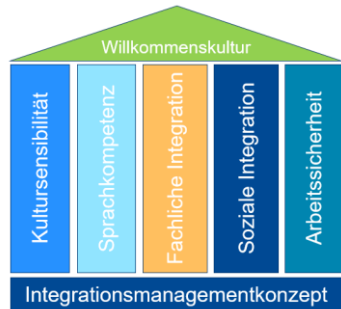 Willkommenskultur
Kultursensibilität
Sprachkompetenz
Fachliche Integration
Soziale Integration
Arbeitssicherheit
Integrationsmanagementkonzept